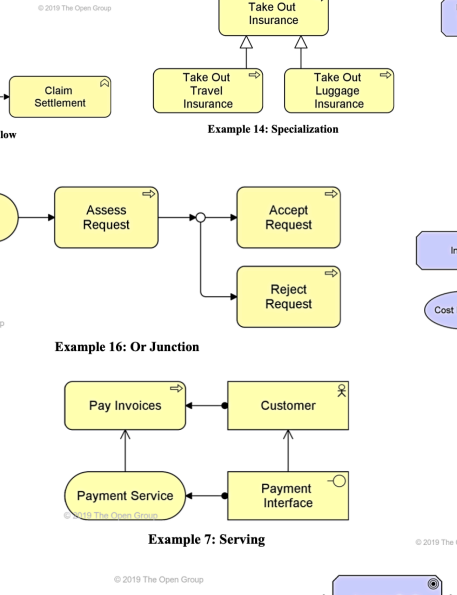 © 2019 The Open Group
Take Out
Insurance
Claim
Settlement
Take Out
Travel
Insurance
Take Out
Luggage
Insurance
low
Example 14: Specialization
Assess
Request
Accept
Request
In
Reject
Request
Cost
p
Example 16: Or Junction
Pay Invoices
Customer
Payment Service
Payment
Interface
© 2019 The Open Group
Example 7: Serving
© 2019 The
© 2019 The Open Group